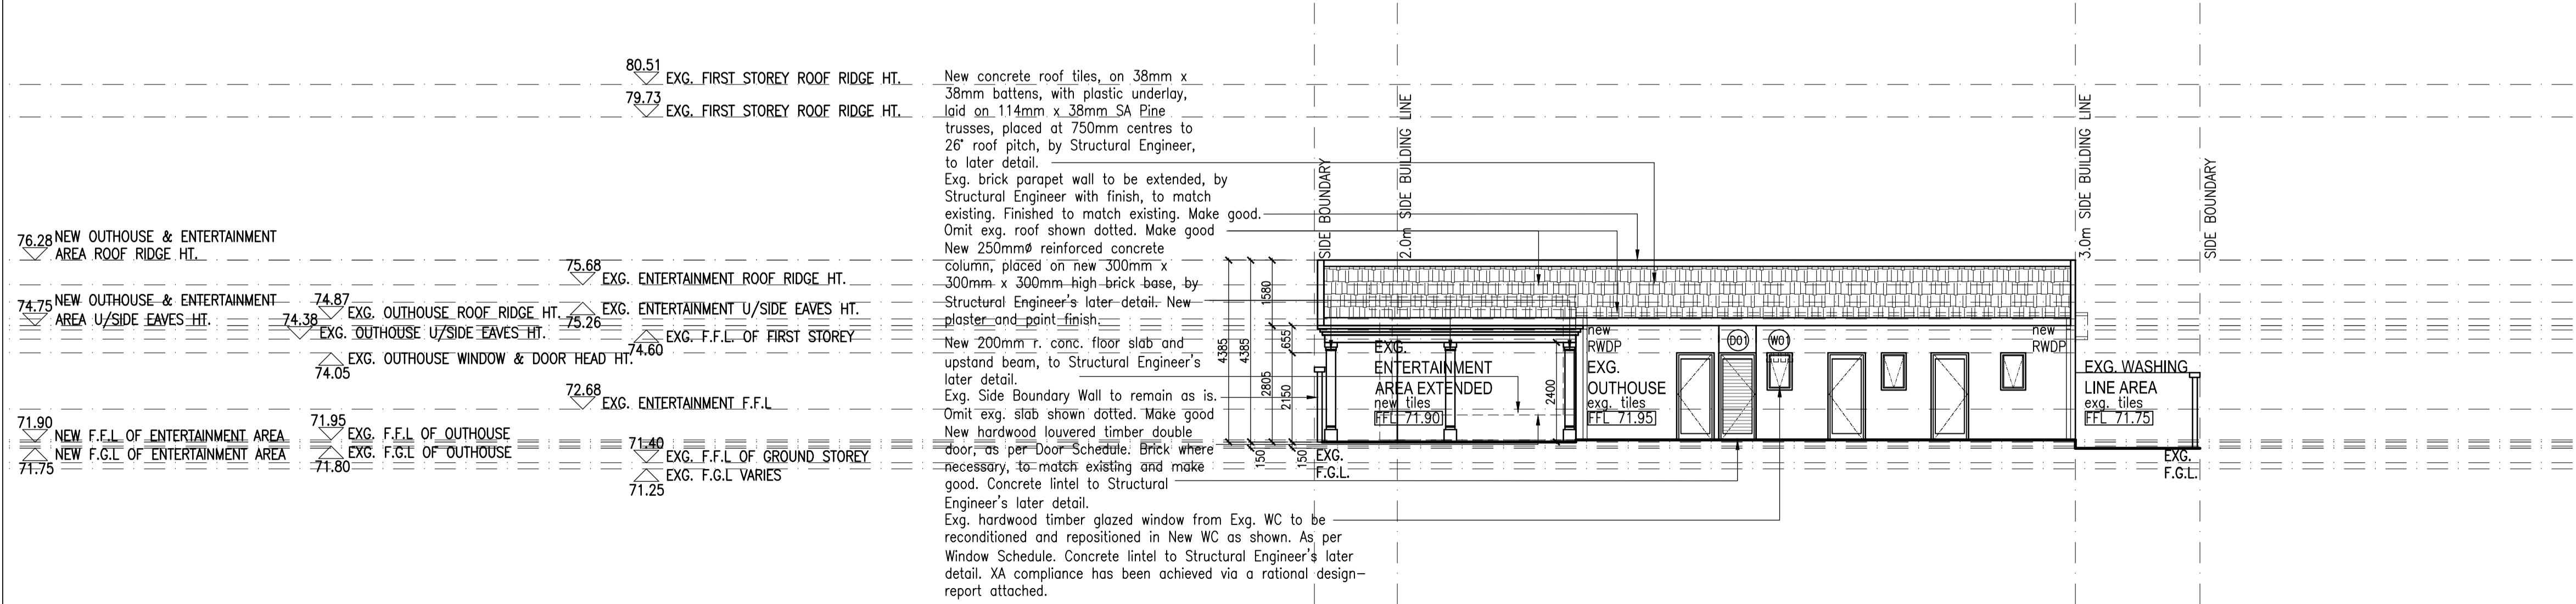 80.51
EXG. FIRST STOREY ROOF RIDGE HT.
79.73
EXG. FIRST STOREY ROOF RIDGE HT.
76.28 NEW OUTHOUSE & ENTERTAINMENT
AREA ROOF RIDGE HT.
75.68
EXG. ENTERTAINMENT ROOF RIDGE HT.
74.75 NEW OUTHOUSE & ENTERTAINMENT
AREA U/SIDE EAVES HT.
74.87
EXG. OUTHOUSE ROOF RIDGE HT.
EXG. ENTERTAINMENT U/SIDE EAVES HT.
75.26
74.38
EXG. OUTHOUSE U/SIDE EAVES HT.
EXG. F.F.L. OF FIRST STOREY
74.60
EXG. OUTHOUSE WINDOW & DOOR HEAD HT.
74.05
72.68
EXG. ENTERTAINMENT F.F.L
71.90
NEW F.F.L OF ENTERTAINMENT AREA
NEW F.G.L OF ENTERTAINMENT AREA
71.75
71.95
EXG. F.F.L OF OUTHOUSE
EXG. F.G.L OF OUTHOUSE
71.80
71.40
EXG. F.F.L OF GROUND STOREY
EXG. F.G.L VARIES
71.25
New concrete roof tiles, on 38mm x
38mm battens, with plastic underlay,
laid on 114mm x 38mm SA Pine
trusses, placed at 750mm centres to
26° roof pitch, by Structural Engineer,
to later detail.
Exg. brick parapet wall to be extended, by
Structural Engineer with finish, to match
existing. Finished to match existing. Make good.
Omit exg. roof shown dotted. Make good
New 250mmø reinforced concrete
column, placed on new 300mm x
300mm x 300mm high brick base, by
Structural Engineer's later detail. New
plaster and paint finish.
New 200mm r. conc. floor slab and
upstand beam, to Structural Engineer's
later detail.
Exg. Side Boundary Wall to remain as is.
Omit exg. slab shown dotted. Make good
New hardwood louvered timber double
door, as per Door Schedule. Brick where
necessary, to match existing and make
good. Concrete lintel to Structural
Engineer's later detail.
Exg. hardwood timber glazed window from Exg. WC to be
reconditioned and repositioned in New WC as shown. As per
Window Schedule. Concrete lintel to Structural Engineer's later
detail. XA compliance has been achieved via a rational design-
report attached.
SIDE BOUNDARY
2.0m SIDE BUILDING LINE
3.0m SIDE BUILDING LINE
SIDE BOUNDARY
4385
4385
1580
2805
655
2150
150
150
2400
EXG.
ENTERTAINMENT
AREA EXTENDED
new tiles
FFL 71.90
new
RWDP
EXG.
OUTHOUSE
exg. tiles
FFL 71.95
D01
W01
new
RWDP
EXG. WASHING
LINE AREA
exg. tiles
FFL 71.75
EXG.
F.G.L.
EXG.
F.G.L.